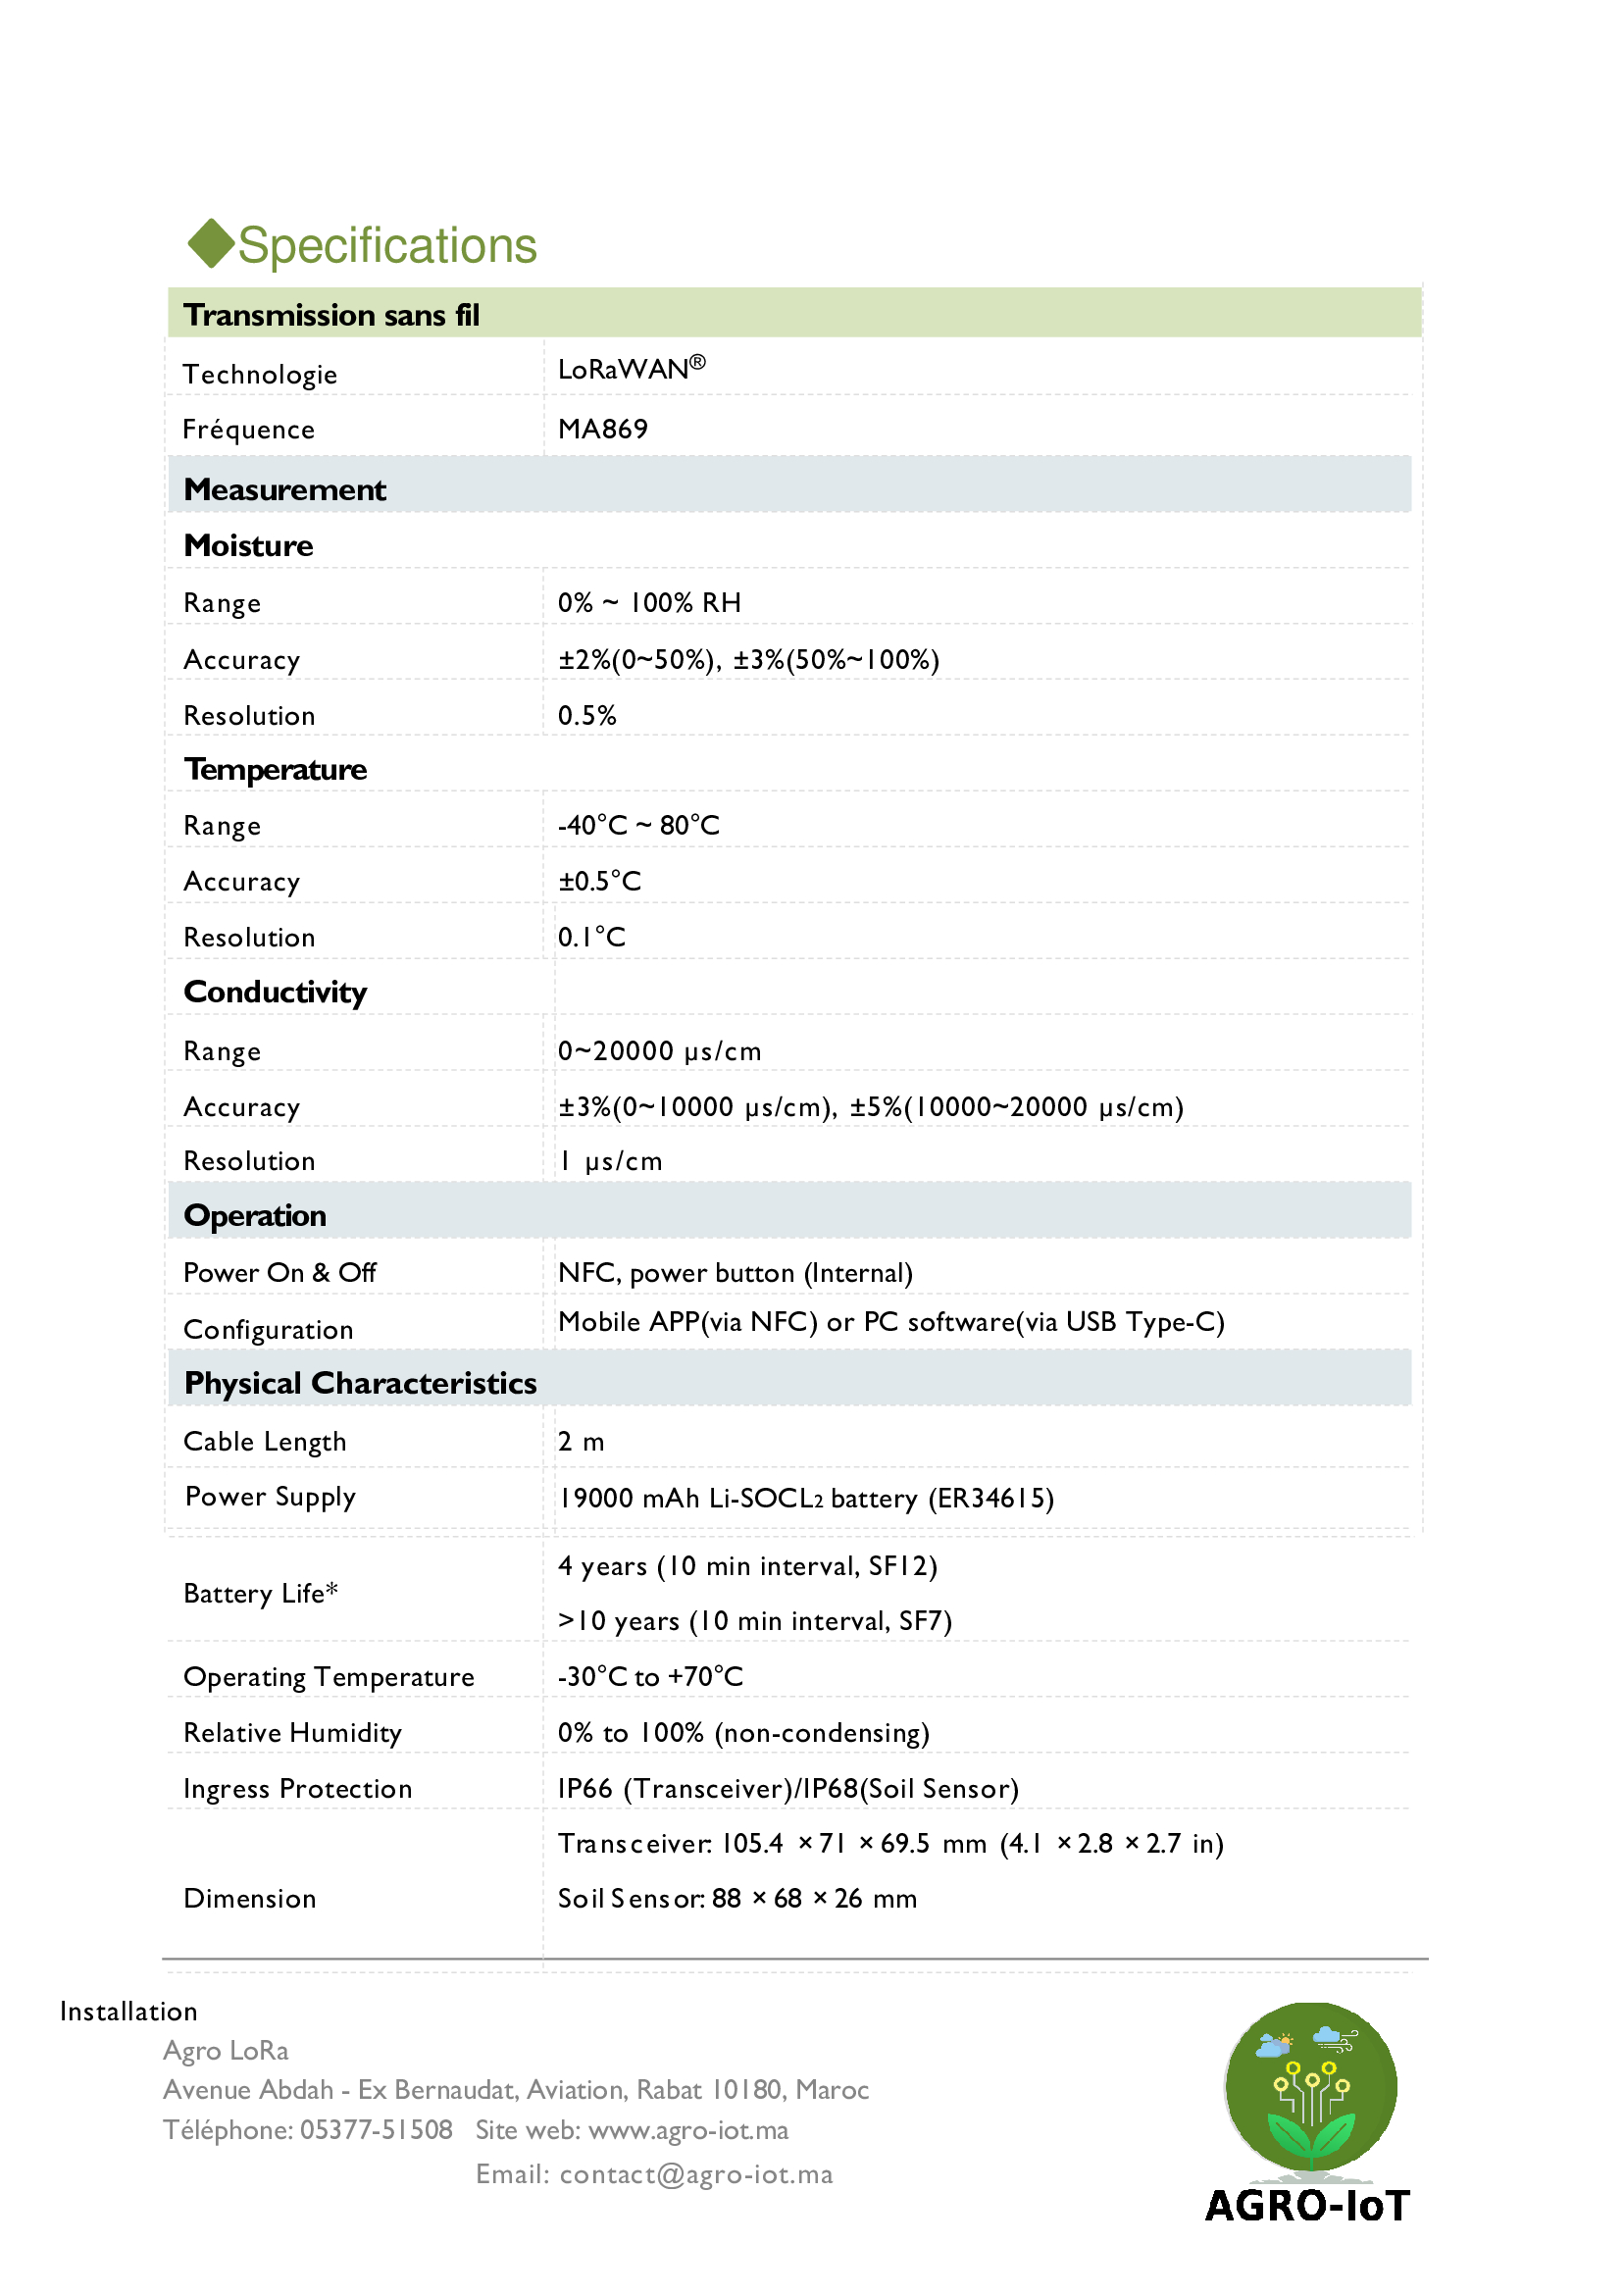 Specifications
Transmission sans fil
Technologie LoRaWAN®
Fréquence MA869
Measurement
Moisture
Range 0% ~ 100% RH
Accuracy ±2%(0~50%), ±3%(50%~100%)
Resolution 0.5%
Temperature
Range -40°C ~ 80°C
Accuracy ±0.5°C
Resolution 0.1°C
Conductivity
Range 0~20000 µs/cm
Accuracy ±3%(0~10000 µs/cm), ±5%(10000~20000 µs/cm)
Resolution 1 µs/cm
Operation
Power On & Off NFC, power button (Internal)
Configuration Mobile APP(via NFC) or PC software(via USB Type-C)
Physical Characteristics
Cable Length 2 m
Power Supply 19000 mAh Li-SOCL₂ battery (ER34615)
Battery Life* 4 years (10 min interval, SF12)
>10 years (10 min interval, SF7)
Operating Temperature -30°C to +70°C
Relative Humidity 0% to 100% (non-condensing)
Ingress Protection IP66 (Transceiver)/IP68(Soil Sensor)
Dimension Transceiver: 105.4 × 71 × 69.5 mm (4.1 × 2.8 × 2.7 in)
Soil Sensor: 88 × 68 × 26 mm
Installation
Agro LoRa
Avenue Abdah - Ex Bernaudat, Aviation, Rabat 10180, Maroc
Téléphone: 05377-51508 Site web: www.agro-iot.ma
Email: contact@agro-iot.ma
AGRO-IoT